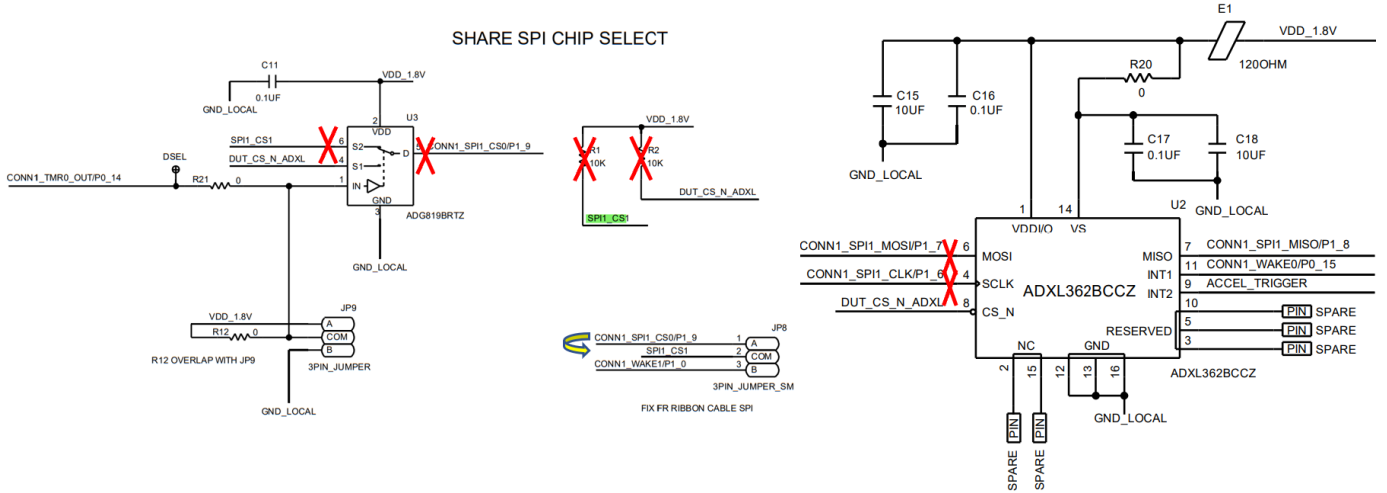 SHARE SPI CHIP SELECT
C11
0.1UF
GND_LOCAL
VDD_1.8V
2
VDD
U3
SPI1_CS1
6
S2
DUT_CS_N_ADXL
4
S1
D
5
CONN1_SPI1_CS0/P1_9
DSEL
CONN1_TMR0_OUT/P0_14
R21
0
1
IN
GND
3
ADG819BRTZ
GND_LOCAL
VDD_1.8V
R1
10K
R2
10K
DUT_CS_N_ADXL
SPI1_CS1
JP9
VDD_1.8V
A
R12
0
COM
B
R12 OVERLAP WITH JP9
3PIN_JUMPER
GND_LOCAL
JP8
CONN1_SPI1_CS0/P1_9
1
A
SPI1_CS1
2
COM
CONN1_WAKE1/P1_0
3
B
3PIN_JUMPER_SM
FIX FR RIBBON CABLE SPI
E1
VDD_1.8V
120OHM
R20
0
C15
10UF
C16
0.1UF
GND_LOCAL
C17
0.1UF
C18
10UF
GND_LOCAL
U2
1
14
VDDI/O
VS
CONN1_SPI1_MOSI/P1_7
6
MOSI
CONN1_SPI1_CLK/P1_6
4
SCLK
DUT_CS_N_ADXL
8
CS_N
ADXL362BCCZ
MISO
7
CONN1_SPI1_MISO/P1_8
INT1
11
CONN1_WAKE0/P0_15
INT2
9
ACCEL_TRIGGER
RESERVED
10
PIN SPARE
5
PIN SPARE
3
PIN SPARE
NC
GND
2
15
12
13
16
ADXL362BCCZ
GND_LOCAL
SPARE PIN
SPARE PIN